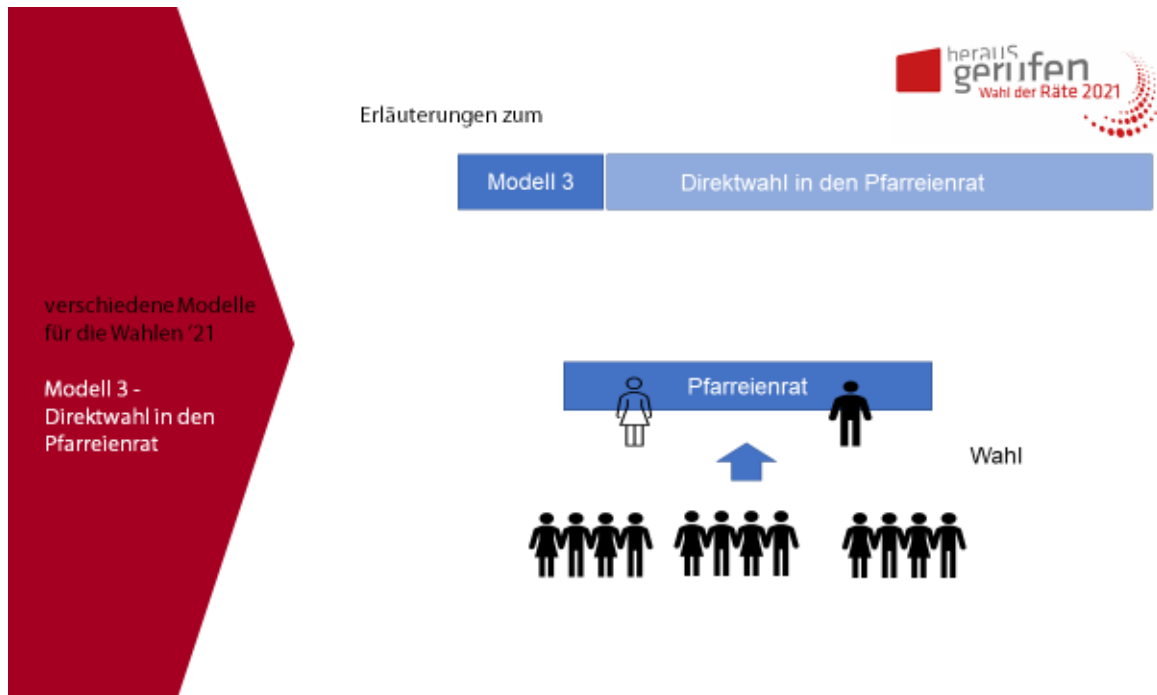 heraus
gerufen
Wahl der Räte 2021
Erläuterungen zum
Modell 3
Direktwahl in den Pfarreienrat
verschiedene Modelle
für die Wahlen '21
Modell 3 -
Direktwahl in den
Pfarreienrat
Pfarreienrat
Wahl